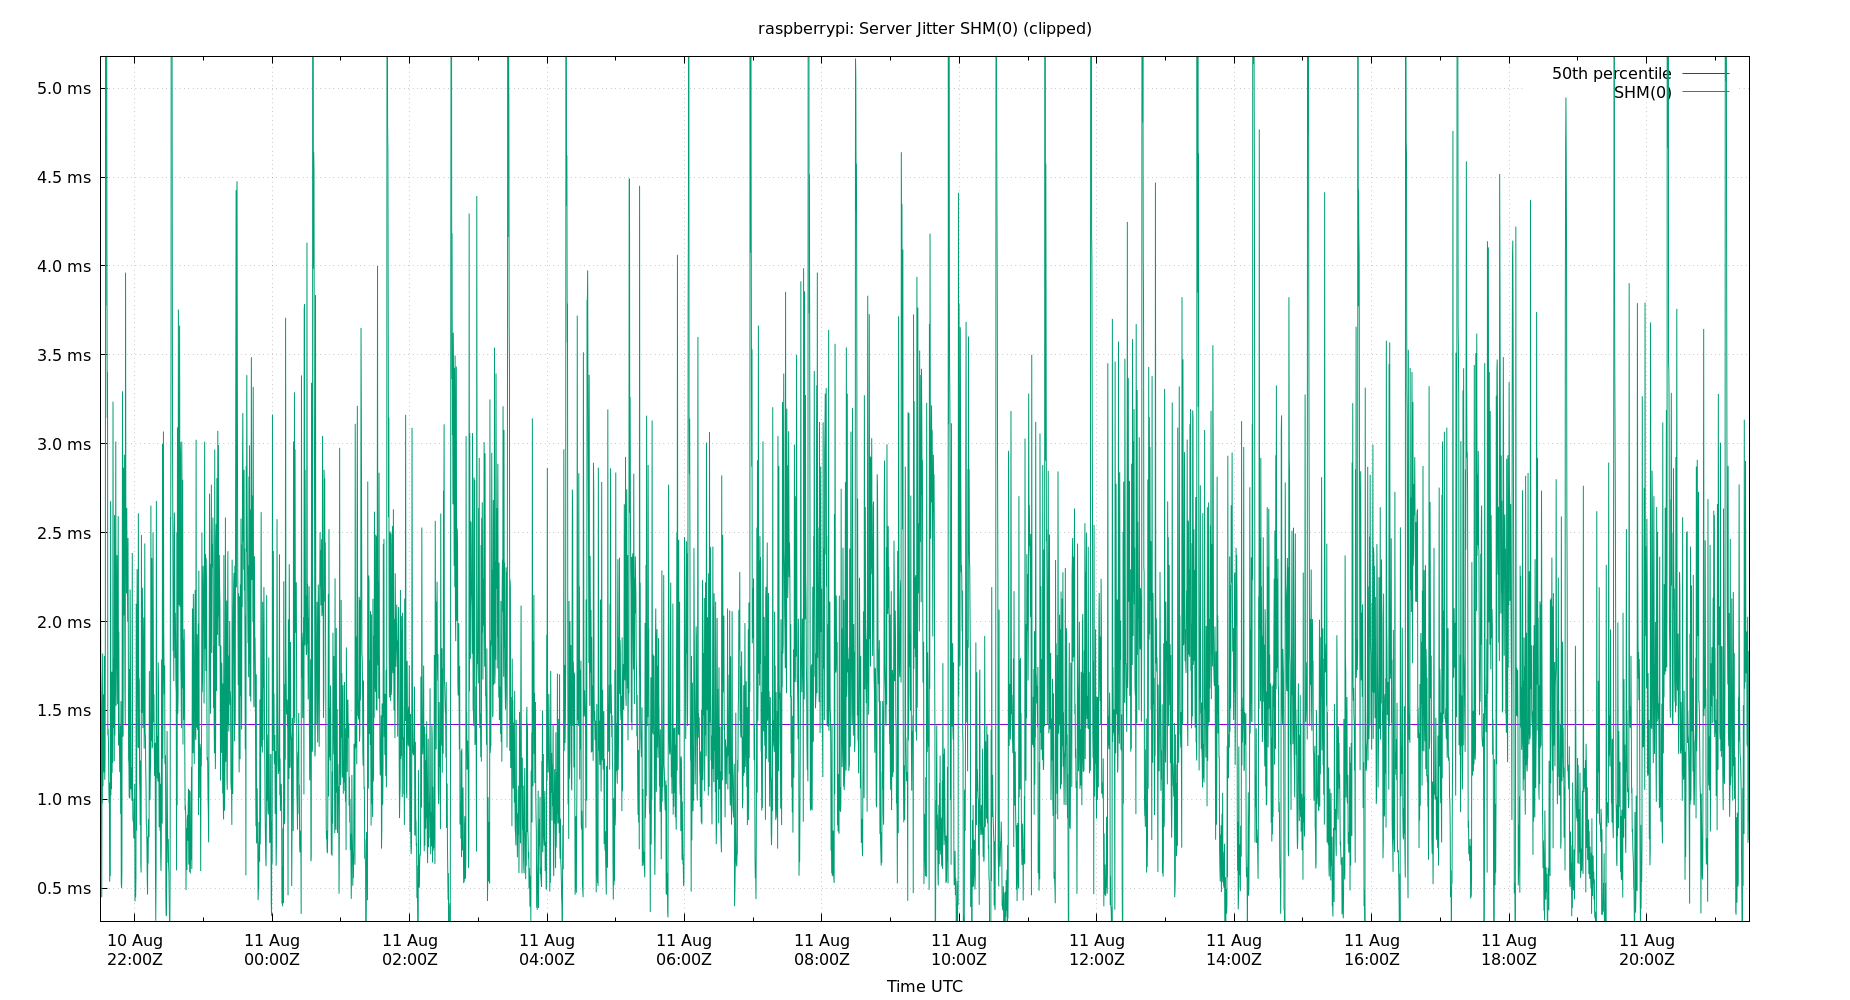 raspberrypi: Server Jitter SHM(0) (clipped)
50th percentile
SHM(0)
5.0 ms
4.5 ms
4.0 ms
3.5 ms
3.0 ms
2.5 ms
2.0 ms
1.5 ms
1.0 ms
0.5 ms
10 Aug 11 Aug 11 Aug 11 Aug 11 Aug 11 Aug 11 Aug 11 Aug 11 Aug 11 Aug 11 Aug 11 Aug
22:00Z 00:00Z 02:00Z 04:00Z 06:00Z 08:00Z 10:00Z 12:00Z 14:00Z 16:00Z 18:00Z 20:00Z
Time UTC